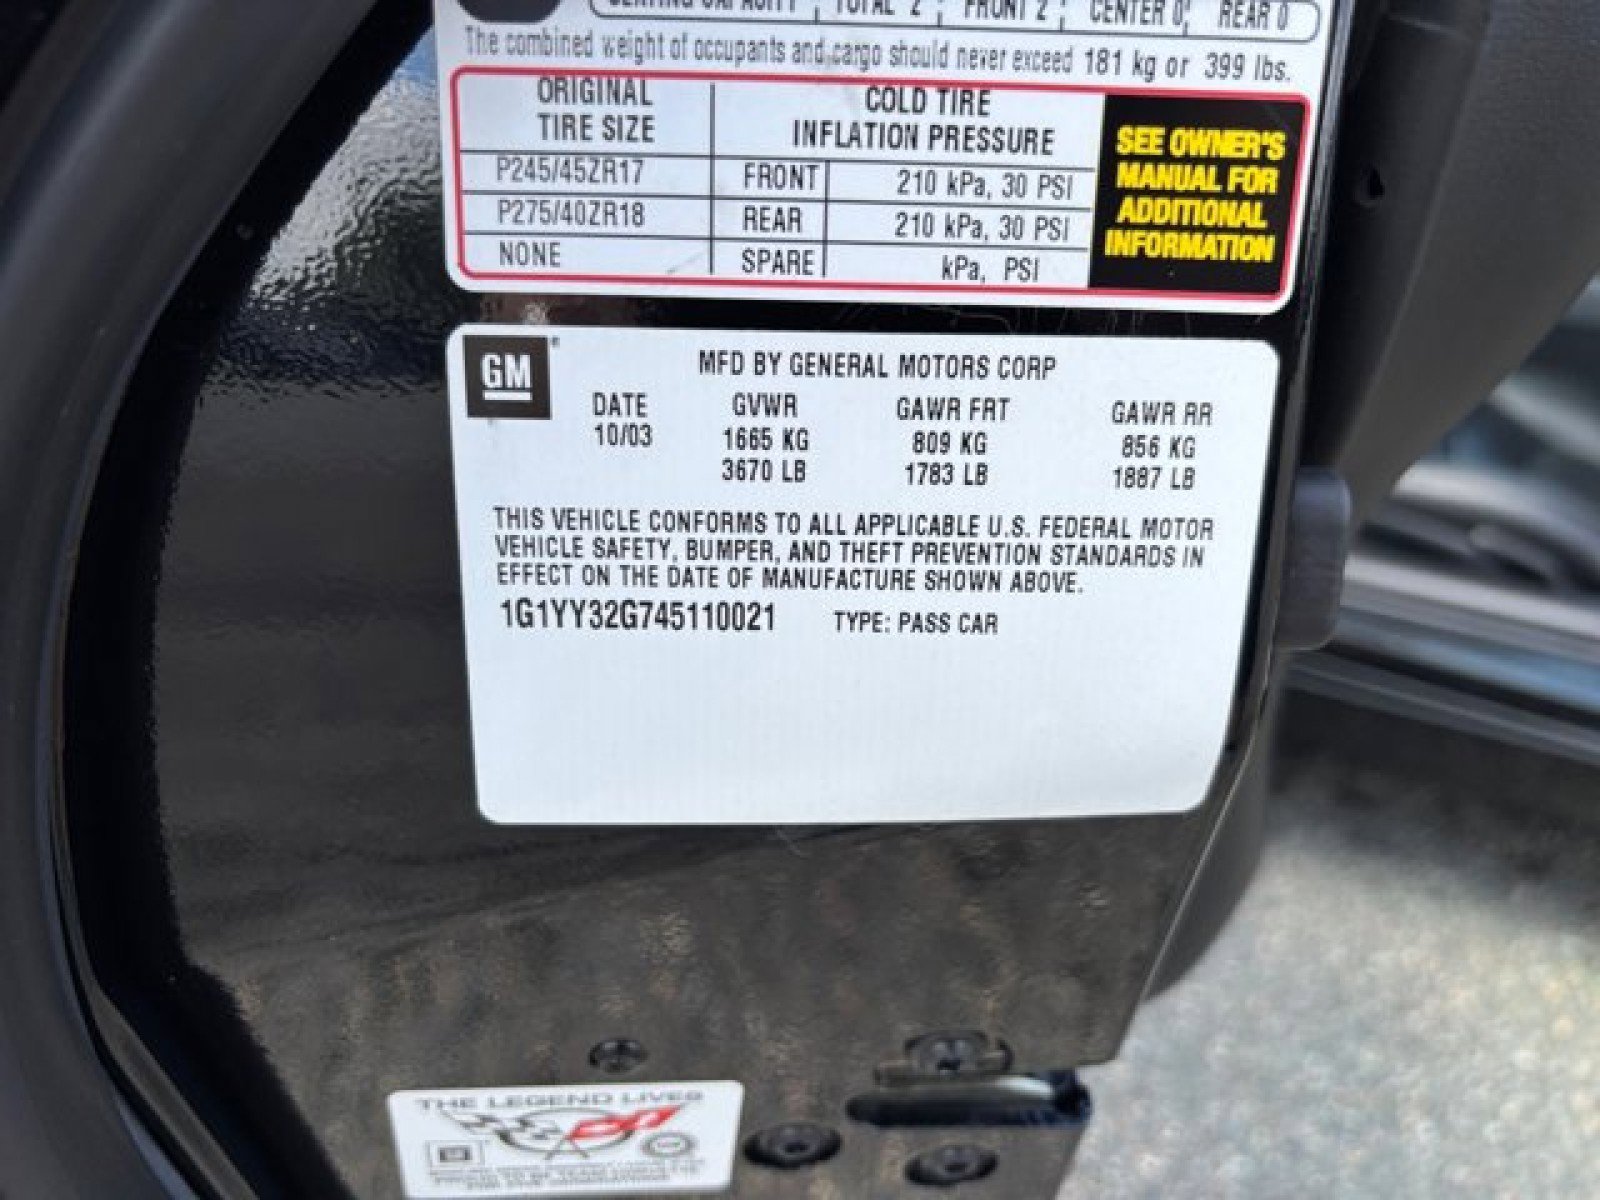 SEATING CAPACITY TOTAL 2 FRONT 2 CENTER 0 REAR 0
The combined weight of occupants and cargo should never exceed 181 kg or 399 lbs.
ORIGINAL TIRE SIZE COLD TIRE INFLATION PRESSURE
P245/45ZR17 FRONT 210 kPa, 30 PSI
P275/40ZR18 REAR 210 kPa, 30 PSI
NONE SPARE kPa, PSI
SEE OWNER'S
MANUAL FOR
ADDITIONAL
INFORMATION
GM
MFD BY GENERAL MOTORS CORP
DATE GVWR GAWR FRT GAWR RR
10/03 1665 KG 809 KG 856 KG
3670 LB 1783 LB 1887 LB
THIS VEHICLE CONFORMS TO ALL APPLICABLE U.S. FEDERAL MOTOR
VEHICLE SAFETY, BUMPER, AND THEFT PREVENTION STANDARDS IN
EFFECT ON THE DATE OF MANUFACTURE SHOWN ABOVE.
1G1YY32G745110021 TYPE: PASS CAR
THE LEGEND LIVES